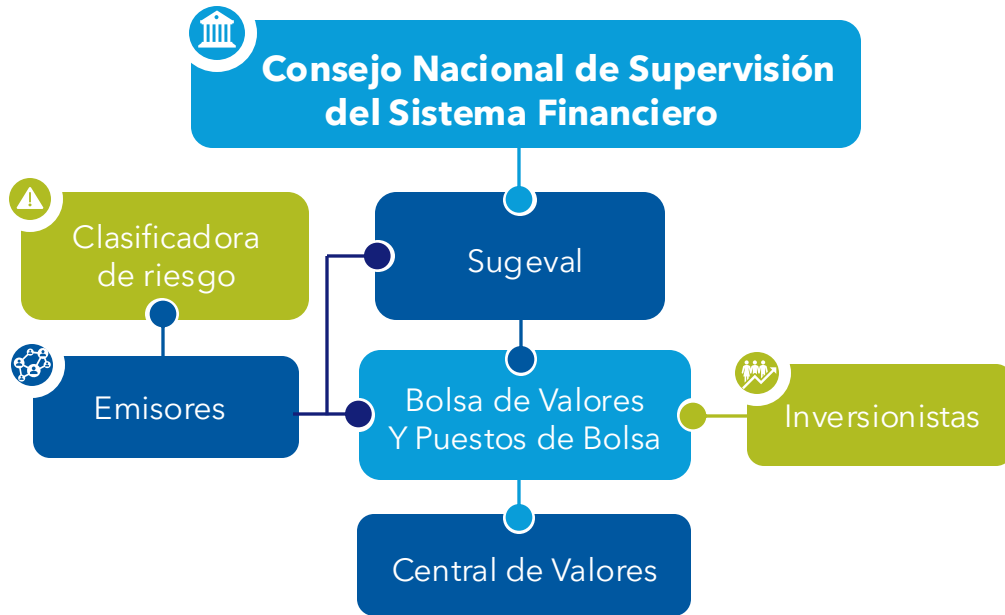 Consejo Nacional de Supervisión
del Sistema Financiero
Clasificadora
de riesgo
Sugeval
Emisores
Bolsa de Valores
Y Puestos de Bolsa
Inversionistas
Central de Valores